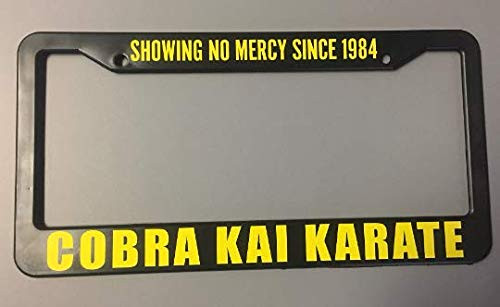 SHOWING NO MERCY SINCE 1984
COBRA KAI KARATE